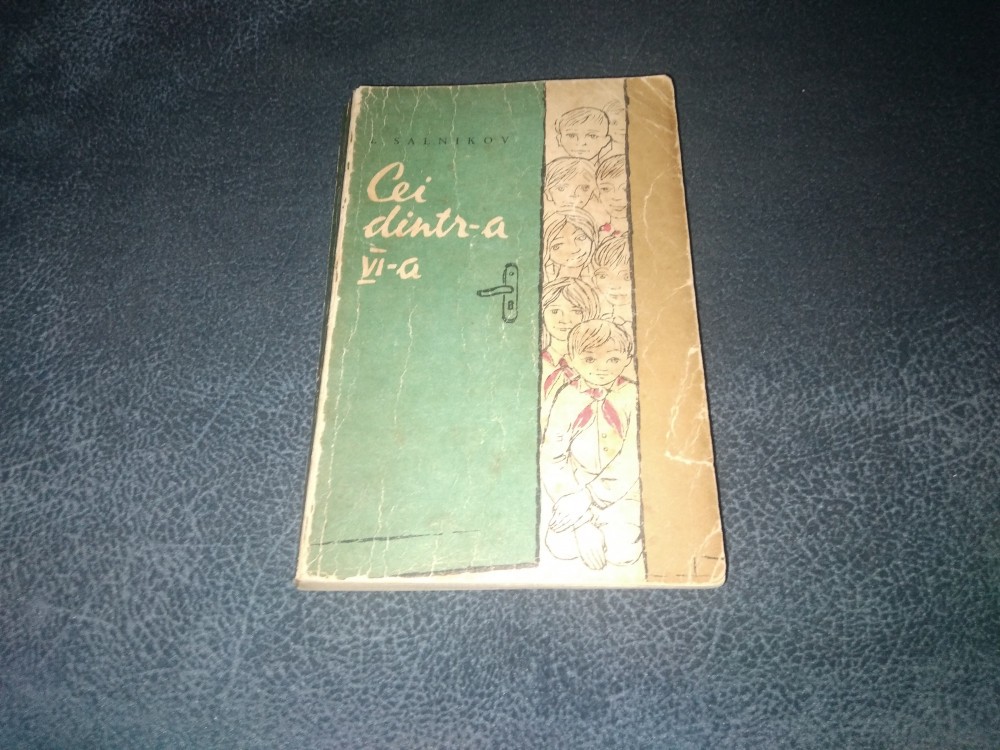 SALNIKOV
Cei
dintr-a
VI-a